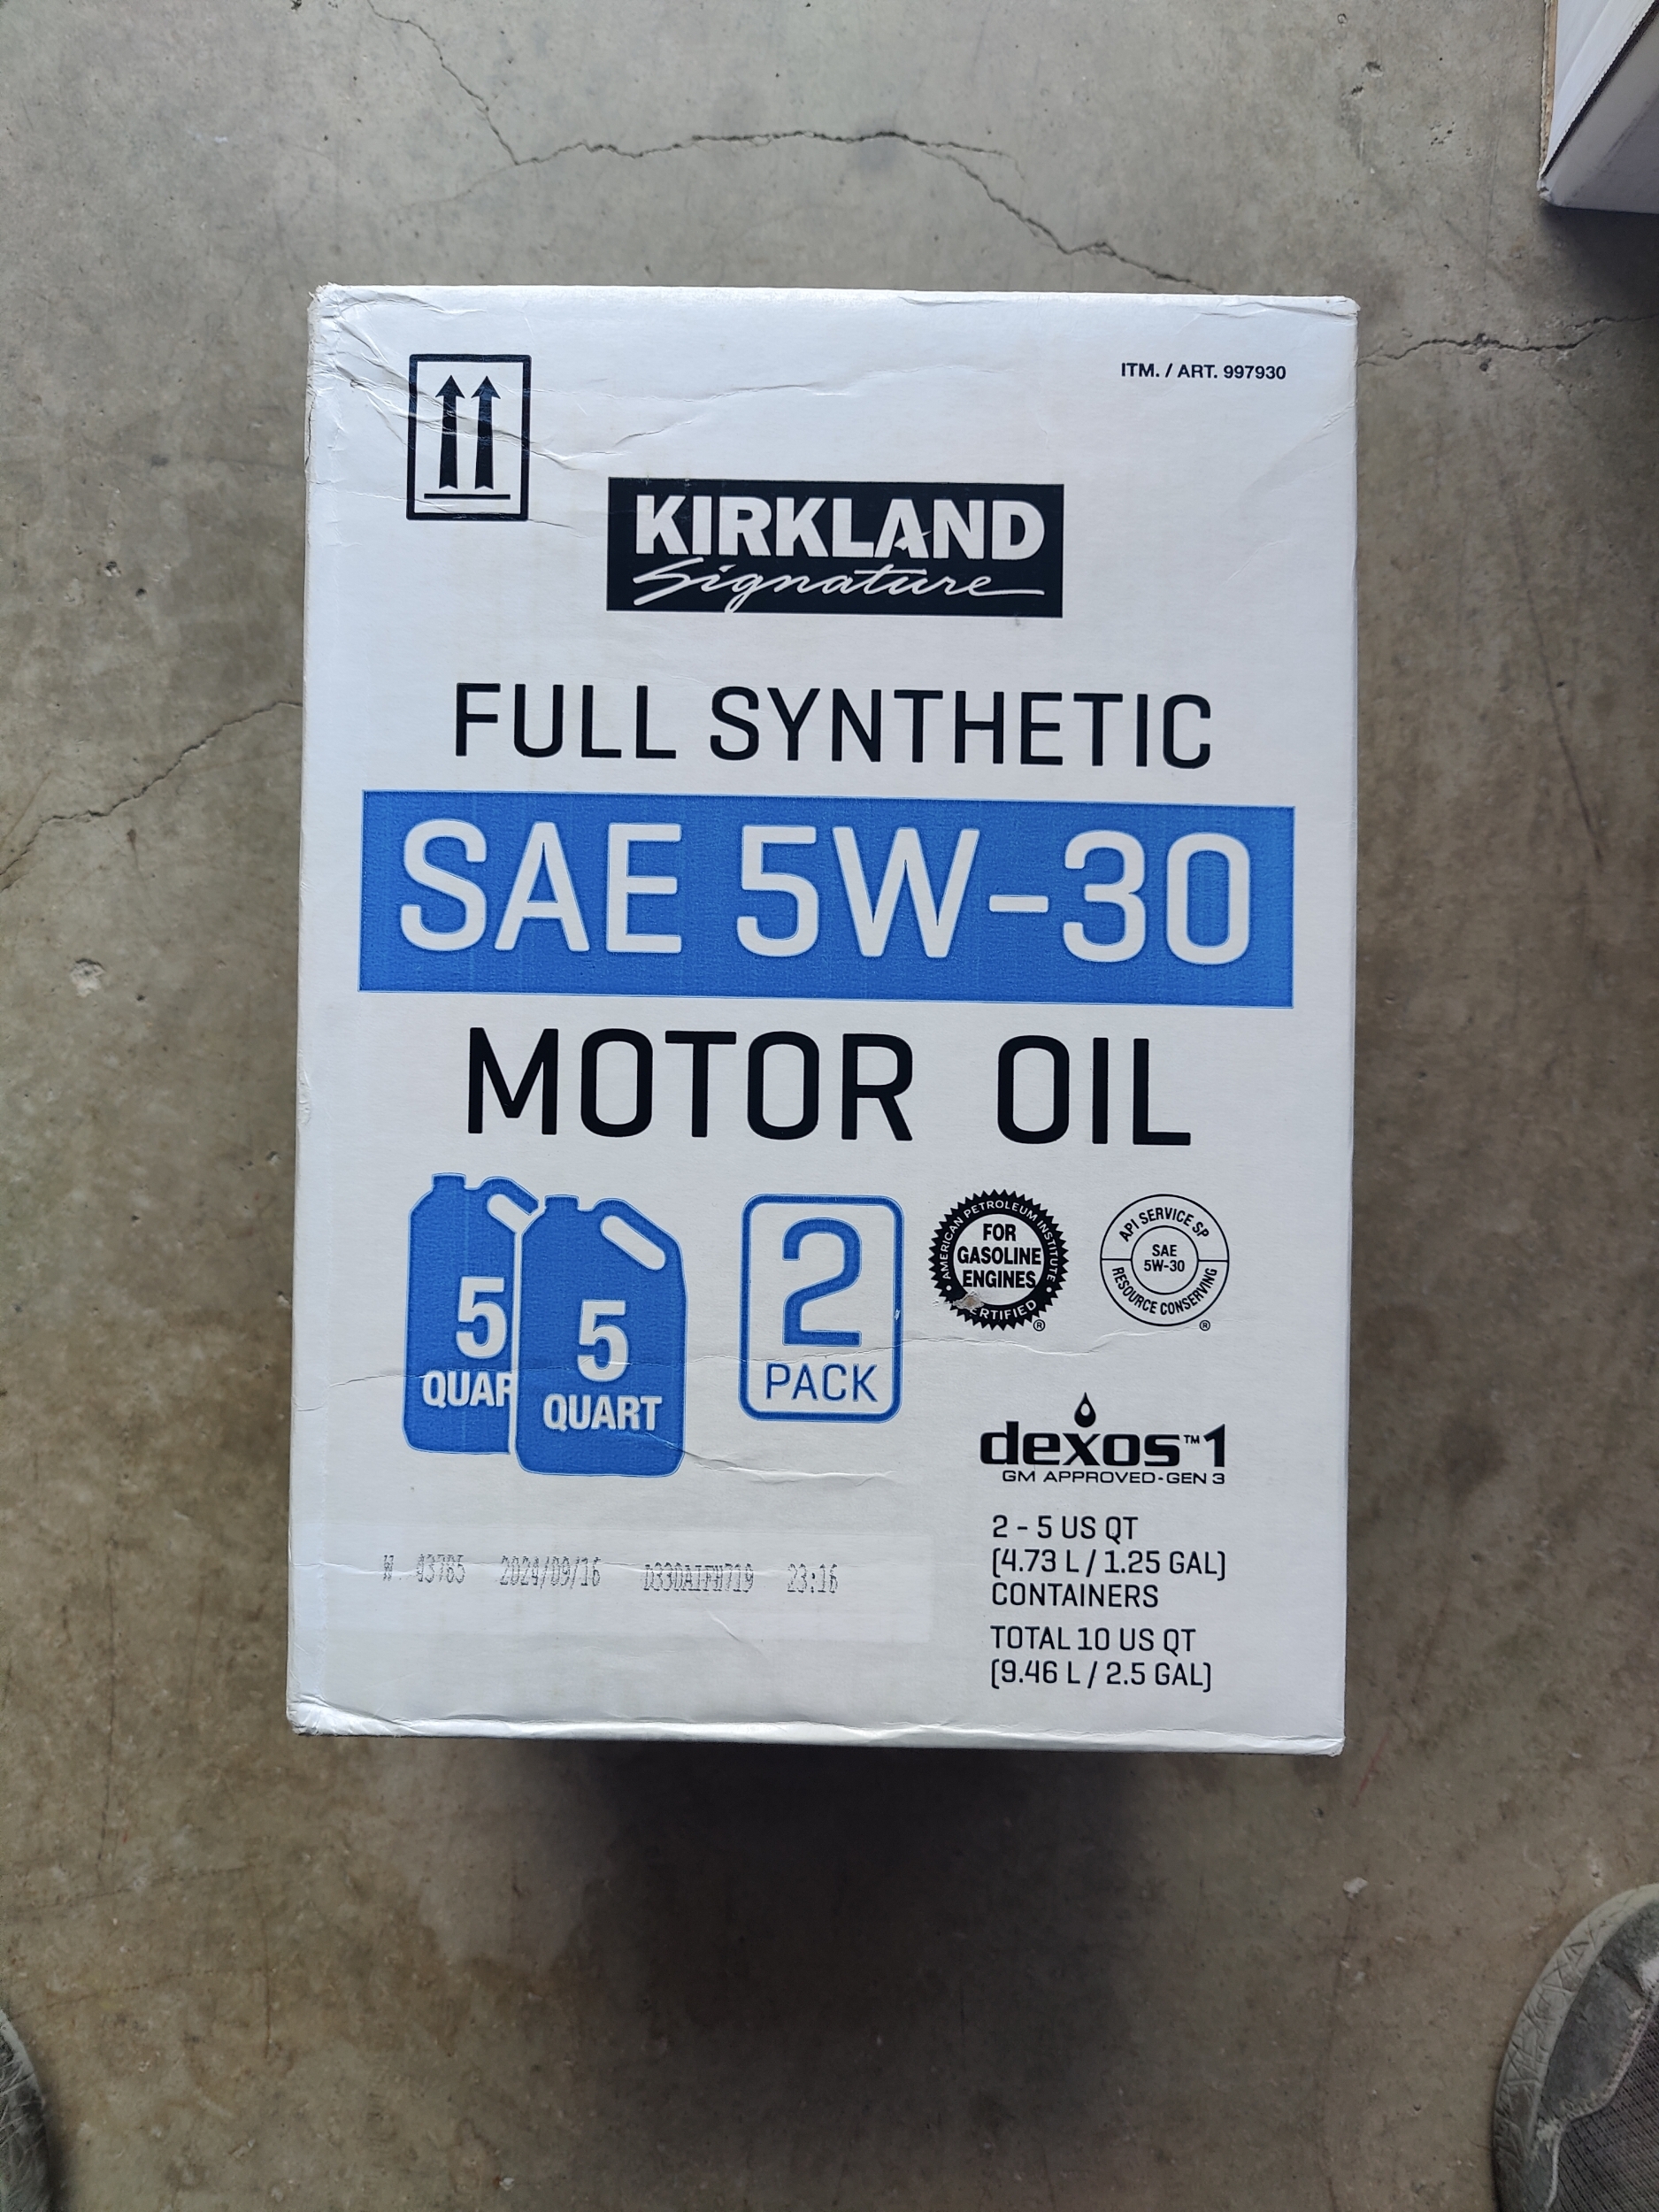 ITM. / ART. 997930
KIRKLAND
Signature
FULL SYNTHETIC
SAE 5W-30
MOTOR OIL
5
QUAR
5
QUART
2
PACK
AMERICAN PETROLEUM INSTITUTE
FOR
GASOLINE
ENGINES
CERTIFIED
®
API SERVICE SP
SAE
5W-30
RESOURCE CONSERVING
®
dexos™1
GM APPROVED-GEN 3
2 - 5 US QT
(4.73 L / 1.25 GAL)
CONTAINERS
TOTAL 10 US QT
(9.46 L / 2.5 GAL)
2024/09/16 23:16